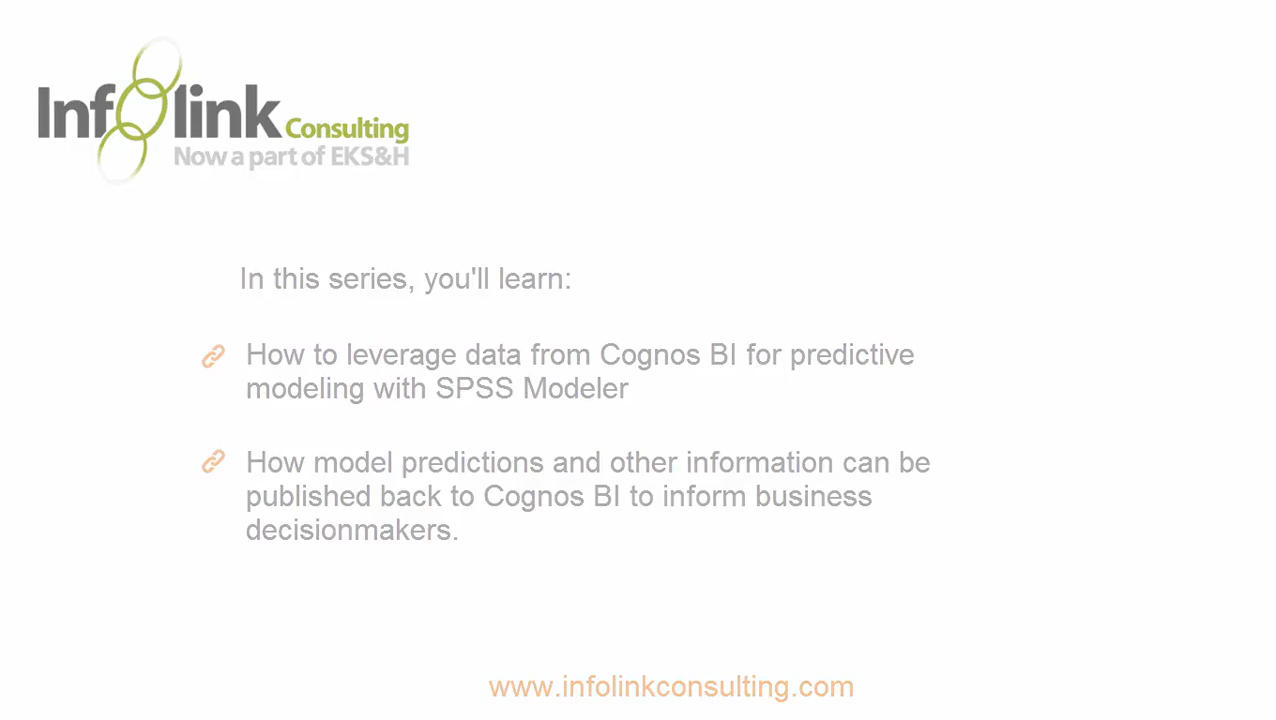 Infolink Consulting
Now a part of EKS&H
In this series, you'll learn:
How to leverage data from Cognos BI for predictive
modeling with SPSS Modeler
How model predictions and other information can be
published back to Cognos BI to inform business
decisionmakers.
www.infolinkconsulting.com